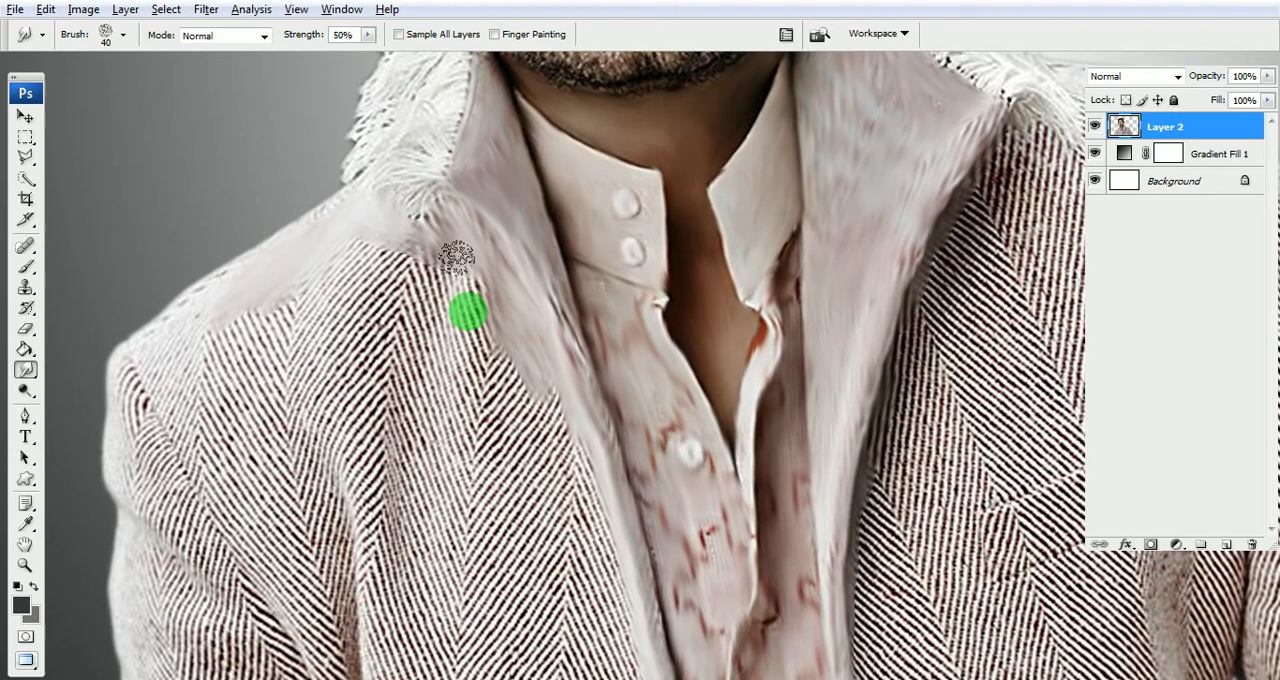 File Edit Image Layer Select Filter Analysis View Window Help
Brush: 40 Mode: Normal Strength: 50% Sample All Layers Finger Painting Workspace
Ps
Normal Opacity: 100%
Lock: Fill: 100%
Layer 2
Gradient Fill 1
Background
T
fx